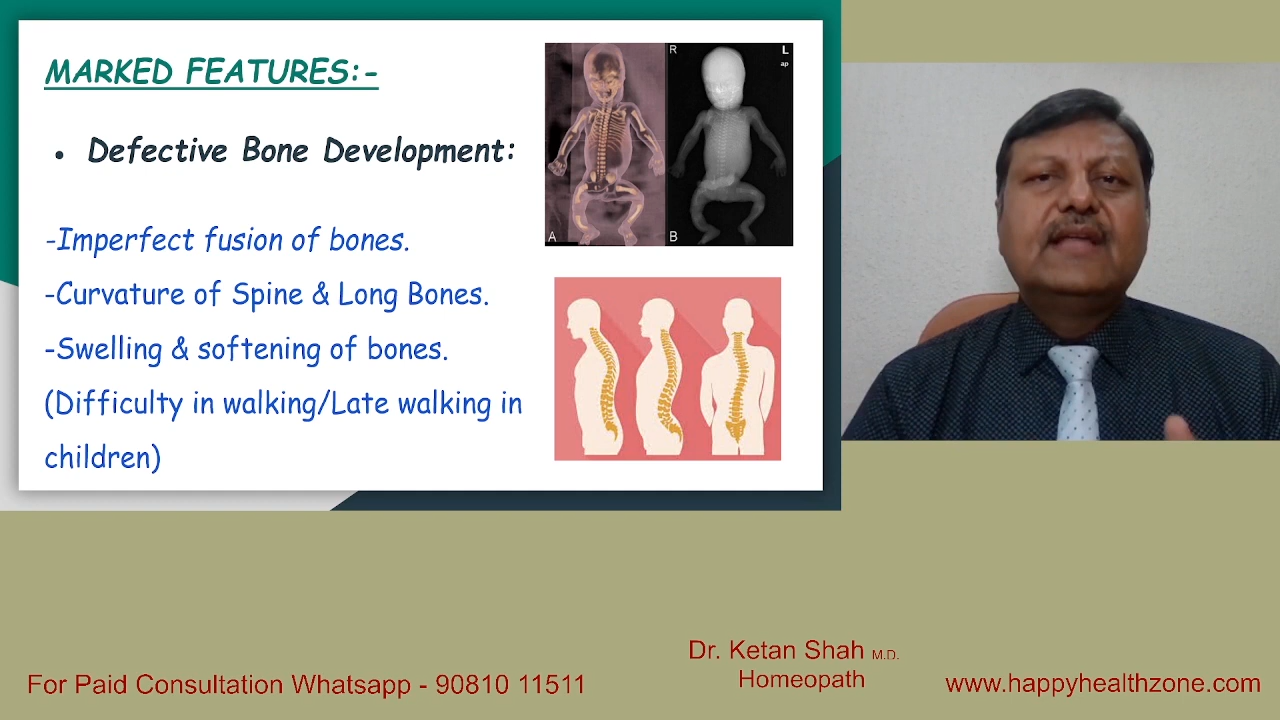 MARKED FEATURES:-
• Defective Bone Development:
-Imperfect fusion of bones.
-Curvature of Spine & Long Bones.
-Swelling & softening of bones.
(Difficulty in walking/Late walking in
children)
R
L
ap
A
B
Dr. Ketan Shah M.D.
Homeopath
For Paid Consultation Whatsapp - 90810 11511
www.happyhealthzone.com